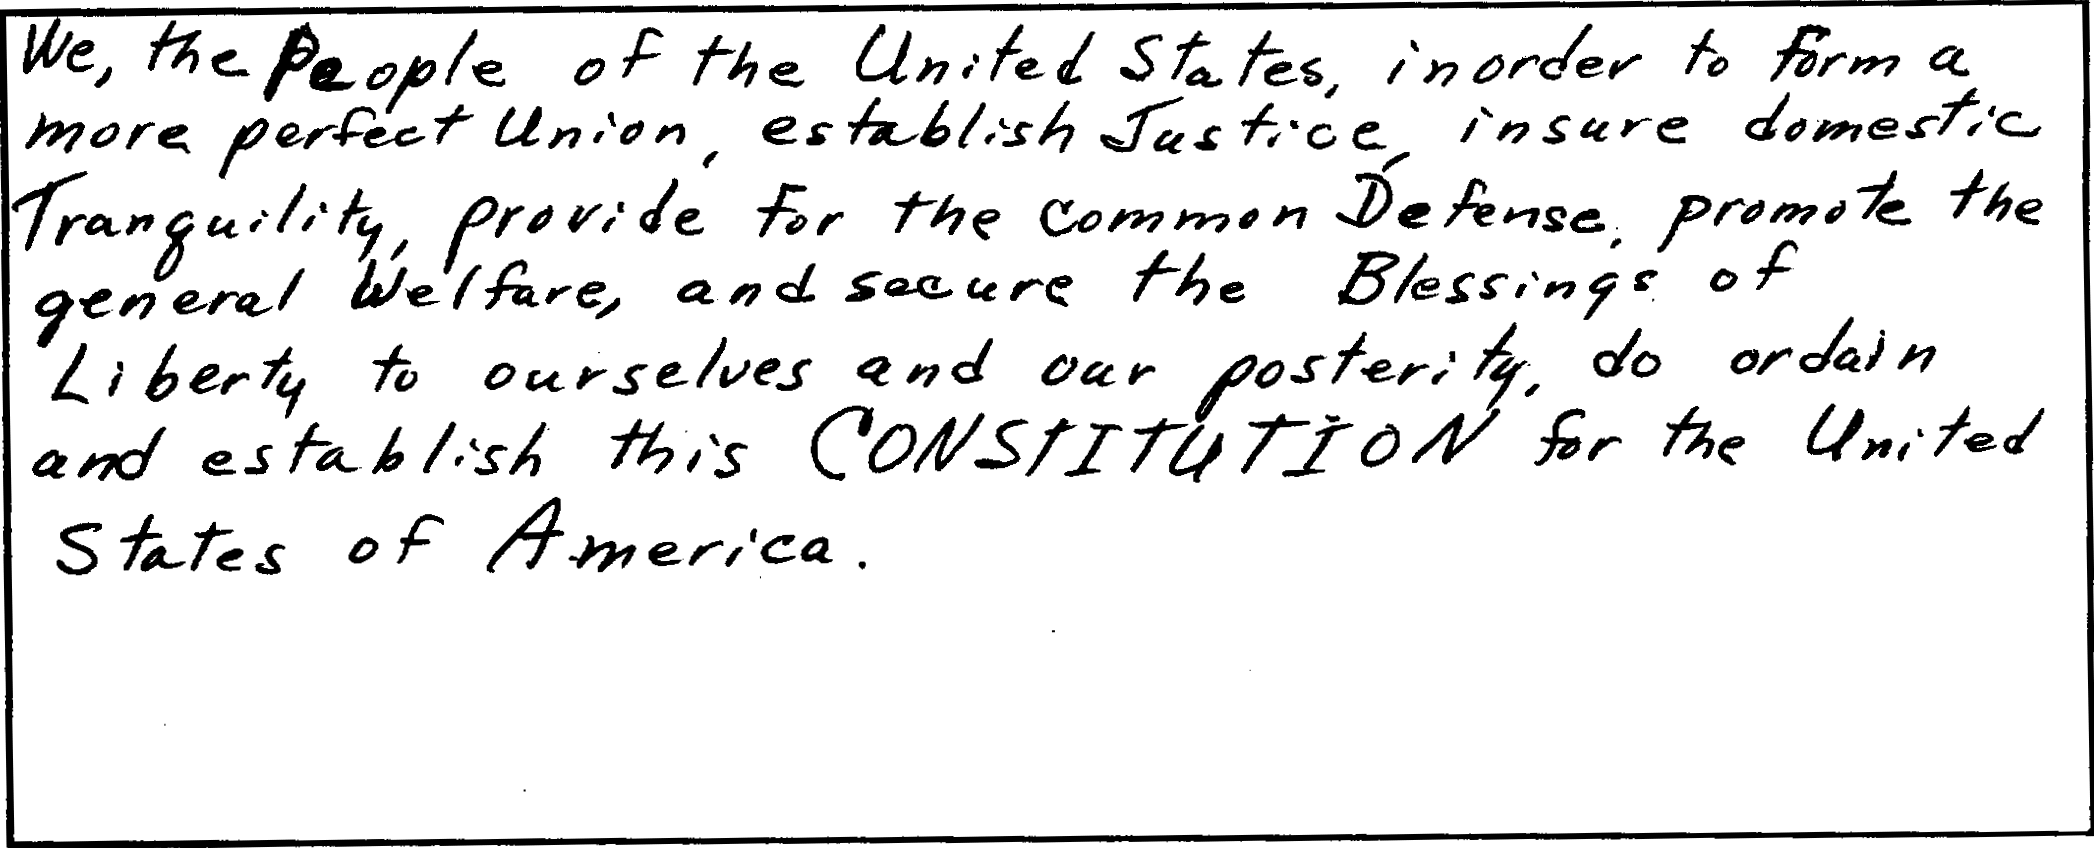 We, the People of the United States, inorder to form a
more perfect Union, establish Justice, insure domestic
Tranquility, provide for the common Defense, promote the
general Welfare, and secure the Blessings of
Liberty to ourselves and our posterity, do ordain
and establish this CONSTITUTION for the United
States of America.